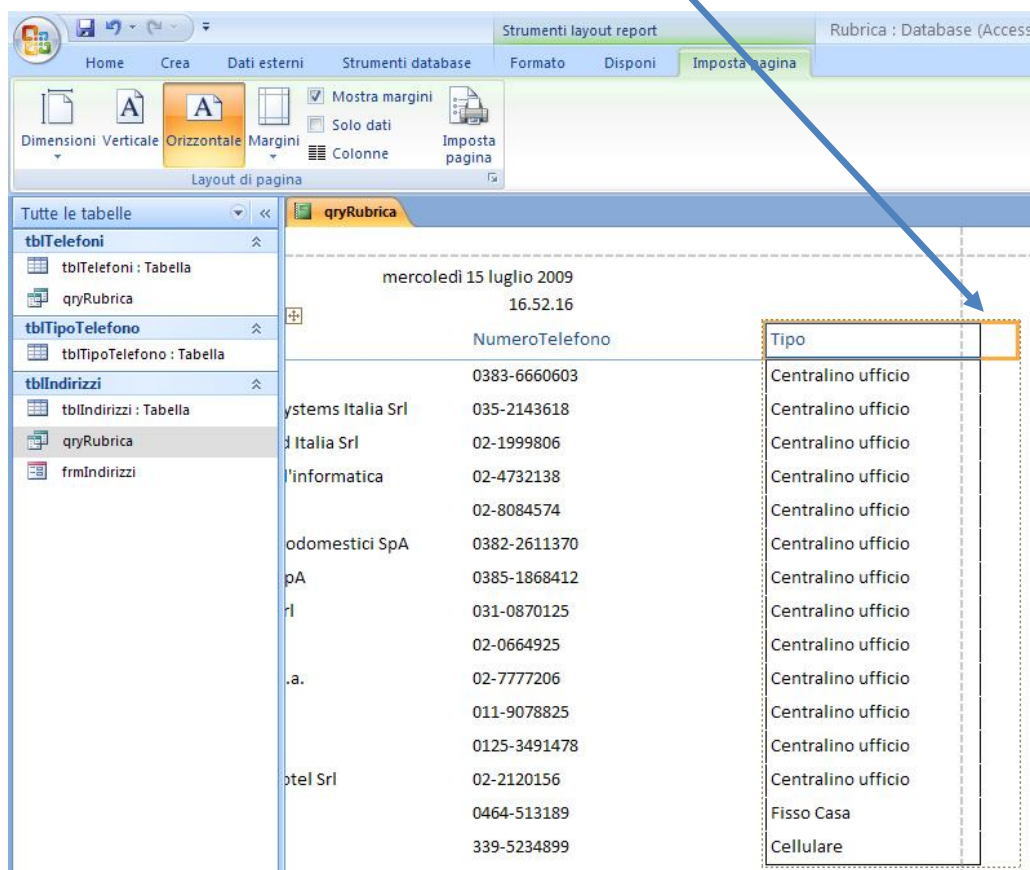 Strumenti layout report
Rubrica : Database (Access
Home Crea Dati esterni Strumenti database Formato Disponi Imposta pagina
Dimensioni Verticale Orizzontale Margini
Mostra margini
Solo dati
Colonne
Imposta pagina
Layout di pagina
Tutte le tabelle
tblTelefoni
tblTelefoni : Tabella
qryRubrica
tblTipoTelefono
tblTipoTelefono : Tabella
tblIndirizzi
tblIndirizzi : Tabella
qryRubrica
frmIndirizzi
qryRubrica
mercoledì 15 luglio 2009
16.52.16
NumeroTelefono Tipo
0383-6660603 Centralino ufficio
ystems Italia Srl 035-2143618 Centralino ufficio
d Italia Srl 02-1999806 Centralino ufficio
l'informatica 02-4732138 Centralino ufficio
02-8084574 Centralino ufficio
odomestici SpA 0382-2611370 Centralino ufficio
pA 0385-1868412 Centralino ufficio
rl 031-0870125 Centralino ufficio
02-0664925 Centralino ufficio
.a. 02-7777206 Centralino ufficio
011-9078825 Centralino ufficio
0125-3491478 Centralino ufficio
otel Srl 02-2120156 Centralino ufficio
0464-513189 Fisso Casa
339-5234899 Cellulare